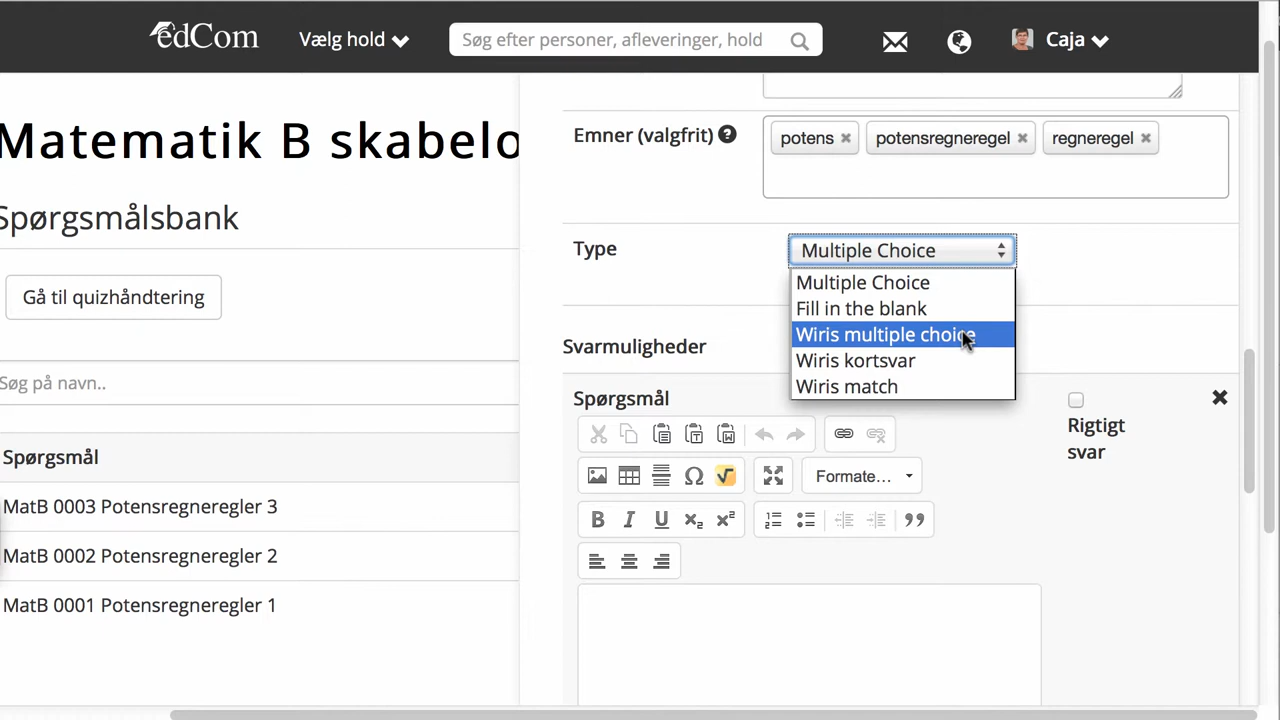 edCom
Vælg hold
Søg efter personer, afleveringer, hold
Caja
Matematik B skabelo
Spørgsmålsbank
Gå til quizhåndtering
Søg på navn..
Spørgsmål
MatB 0003 Potensregneregler 3
MatB 0002 Potensregneregler 2
MatB 0001 Potensregneregler 1
Emner (valgfrit) ?
potens × potensregneregel × regneregel ×
Type
Multiple Choice
Multiple Choice
Fill in the blank
Wiris multiple choice
Wiris kortsvar
Wiris match
Svarmuligheder
Spørgsmål
Rigtigt
svar
Formate...
B I U x₂ x²